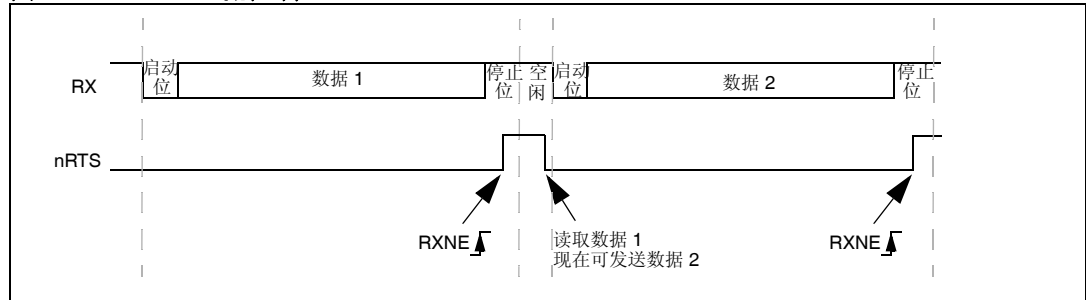 RX
启动
位
数据 1
停止
位
空
闲
启动
位
数据 2
停止
位
nRTS
RXNE
读取数据 1
现在可发送数据 2
RXNE